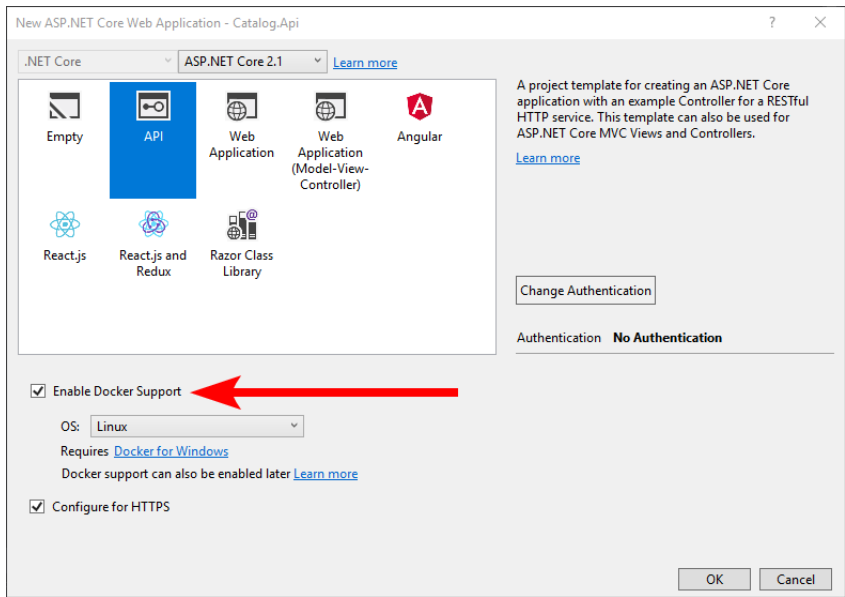 New ASP.NET Core Web Application - Catalog.Api
?
.NET Core
ASP.NET Core 2.1
Learn more
Empty
API
Web
Application
Web
Application
(Model-View-
Controller)
Angular
React.js
React.js and
Redux
Razor Class
Library
A project template for creating an ASP.NET Core
application with an example Controller for a RESTful
HTTP service. This template can also be used for
ASP.NET Core MVC Views and Controllers.
Learn more
Change Authentication
Authentication No Authentication
Enable Docker Support
OS: Linux
Requires Docker for Windows
Docker support can also be enabled later Learn more
Configure for HTTPS
OK
Cancel